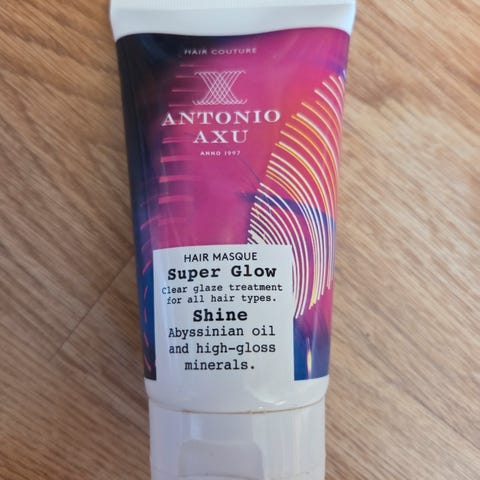 HAIR COUTURE
ANTONIO
AXU
ANNO 1997
HAIR MASQUE
Super Glow
Clear glaze treatment
for all hair types.
Shine
Abyssinian oil
and high-gloss
minerals.